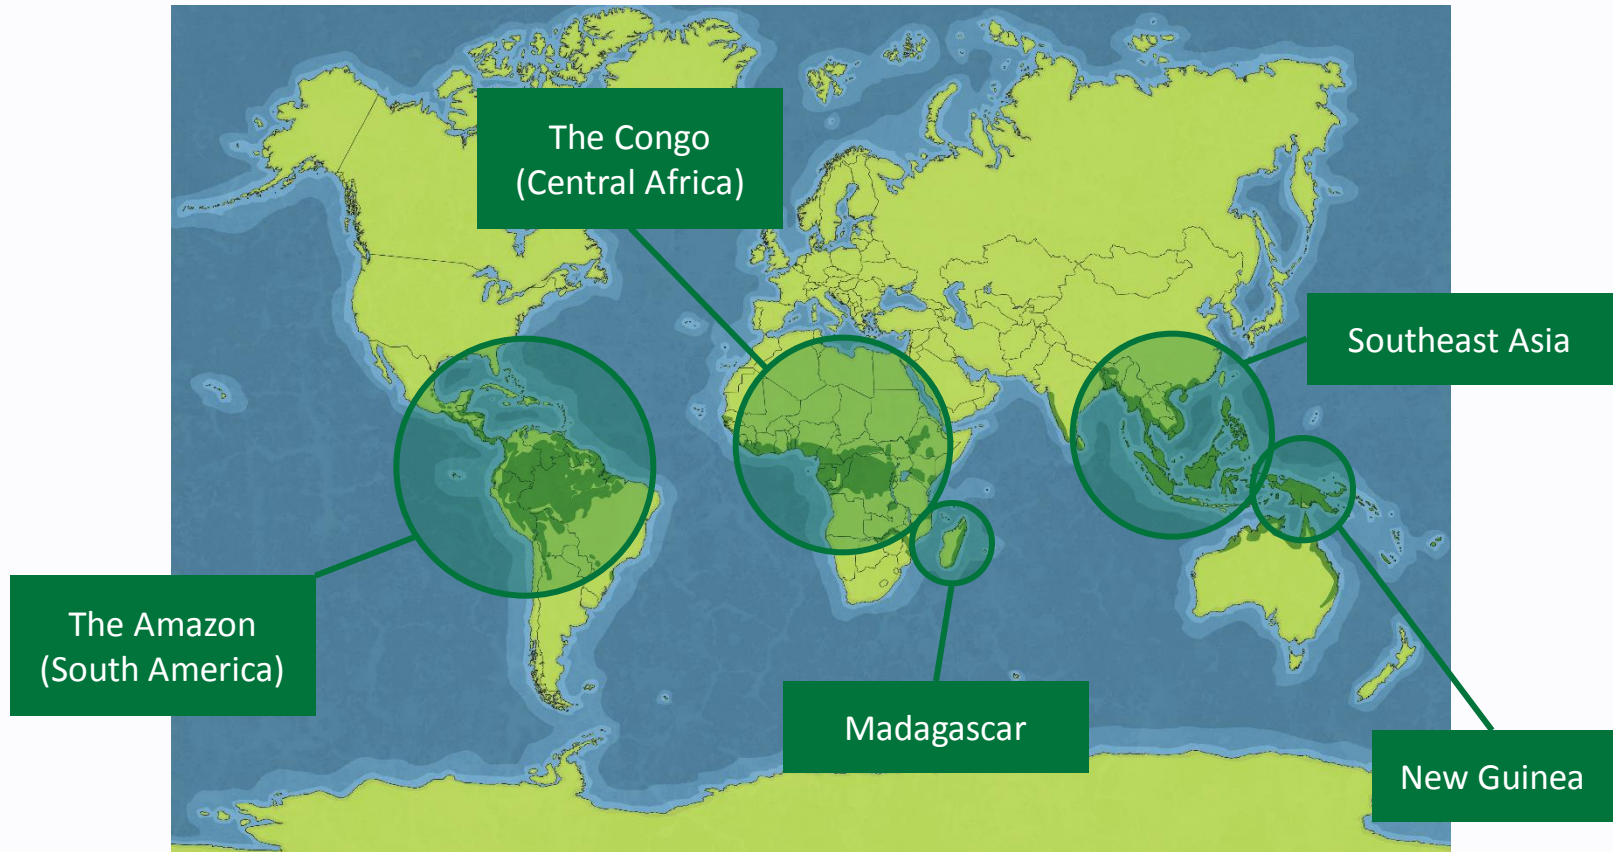 The Congo
(Central Africa)
Southeast Asia
The Amazon
(South America)
Madagascar
New Guinea